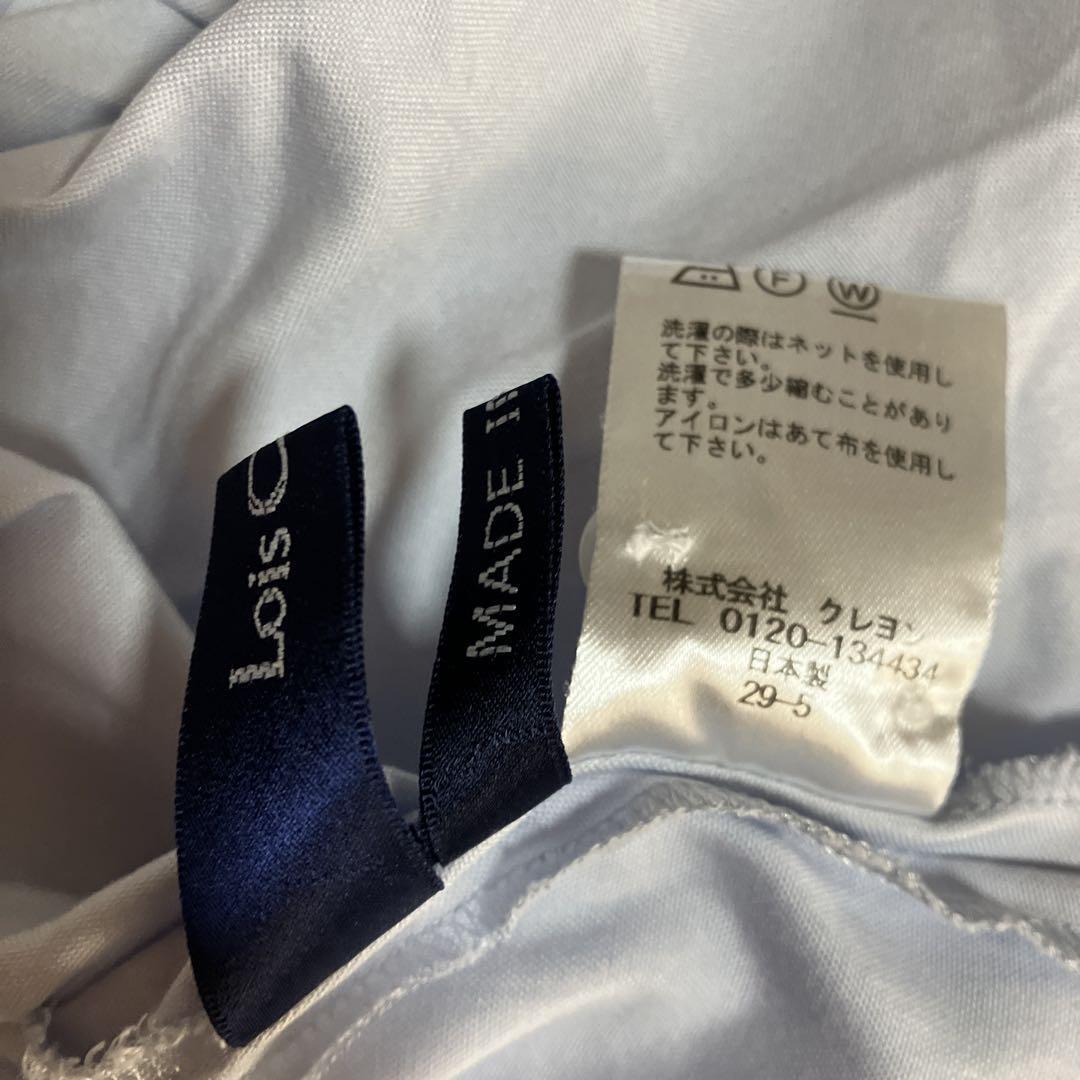 Lois C
MADE IN
F W
洗濯の際はネットを使用し
て下さい。
洗濯で多少縮むことがあり
ます。
アイロンはあて布を使用し
て下さい。
株式会社 クレヨン
TEL 0120-134434
日本製
29-5